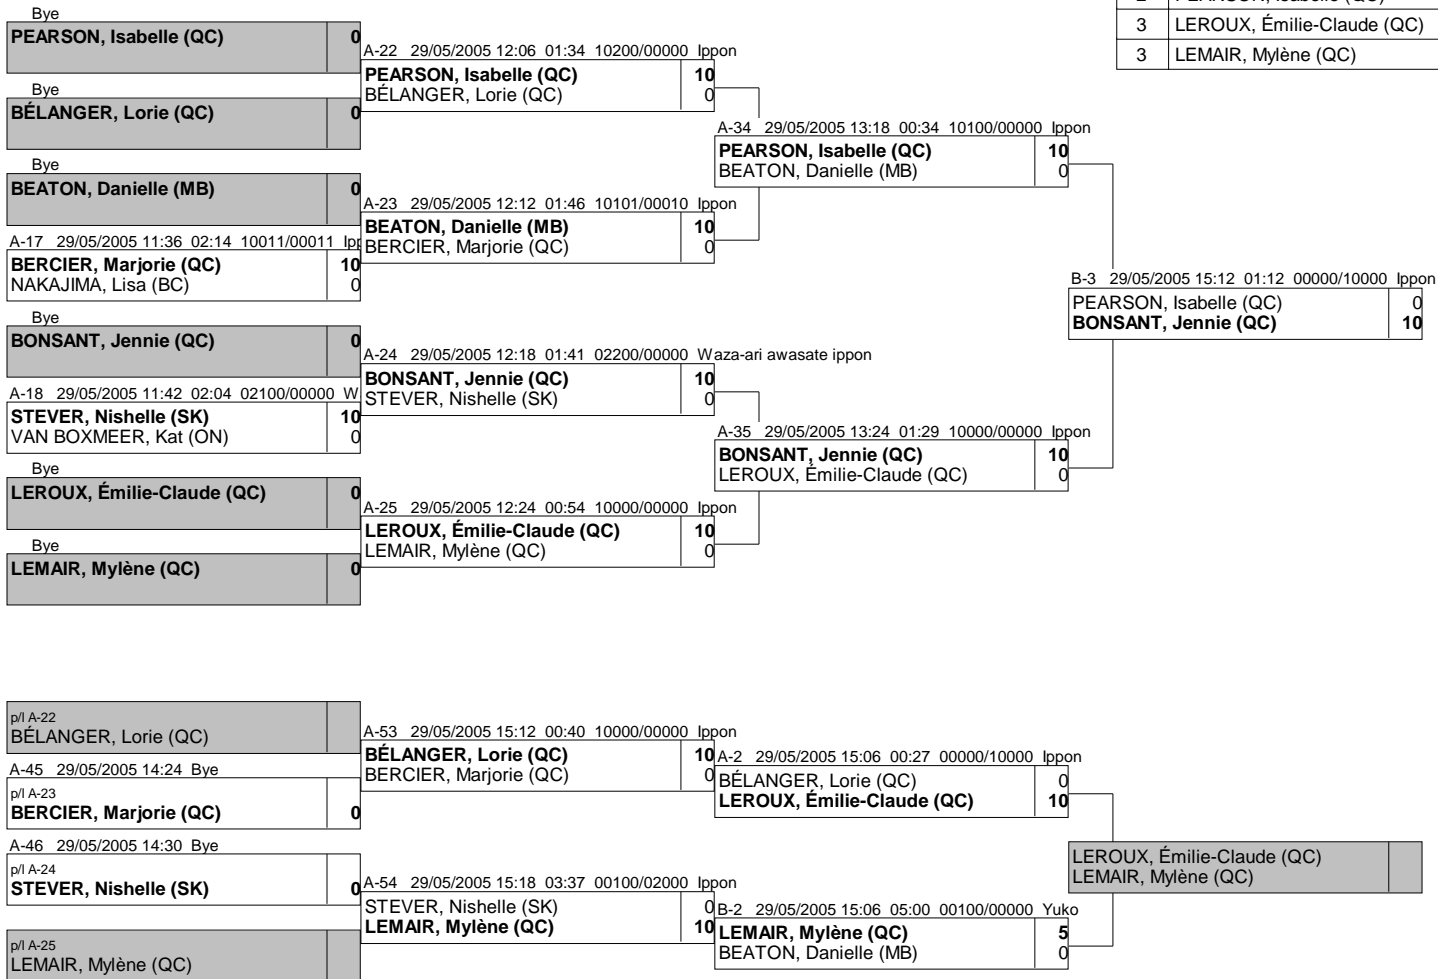 2 PEARSON, Isabelle (QC)
3 LEROUX, Émilie-Claude (QC)
3 LEMAIR, Mylène (QC)
Bye
PEARSON, Isabelle (QC) 0
Bye
BÉLANGER, Lorie (QC) 0
Bye
BEATON, Danielle (MB) 0
A-17 29/05/2005 11:36 02:14 10011/00011
BERCIER, Marjorie (QC) 10
NAKAJIMA, Lisa (BC) 0
Bye
BONSANT, Jennie (QC) 0
A-18 29/05/2005 11:42 02:04 02100/00000 W
STEVER, Nishelle (SK) 10
VAN BOXMEER, Kat (ON) 0
Bye
LEROUX, Émilie-Claude (QC) 0
Bye
LEMAIR, Mylène (QC) 0
A-22 29/05/2005 12:06 01:34 10200/00000 Ippon
PEARSON, Isabelle (QC) 10
BÉLANGER, Lorie (QC) 0
A-23 29/05/2005 12:12 01:46 10101/00010 Ippon
BEATON, Danielle (MB) 10
BERCIER, Marjorie (QC) 0
A-24 29/05/2005 12:18 01:41 02200/00000 Waza-ari awasate ippon
BONSANT, Jennie (QC) 10
STEVER, Nishelle (SK) 0
A-25 29/05/2005 12:24 00:54 10000/00000 Ippon
LEROUX, Émilie-Claude (QC) 10
LEMAIR, Mylène (QC) 0
A-34 29/05/2005 13:18 00:34 10100/00000 Ippon
PEARSON, Isabelle (QC) 10
BEATON, Danielle (MB) 0
A-35 29/05/2005 13:24 01:29 10000/00000 Ippon
BONSANT, Jennie (QC) 10
LEROUX, Émilie-Claude (QC) 0
B-3 29/05/2005 15:12 01:12 00000/10000 Ippon
PEARSON, Isabelle (QC) 0
BONSANT, Jennie (QC) 10
p/l A-22
BÉLANGER, Lorie (QC)
A-45 29/05/2005 14:24 Bye
p/l A-23
BERCIER, Marjorie (QC) 0
A-46 29/05/2005 14:30 Bye
p/l A-24
STEVER, Nishelle (SK) 0
p/l A-25
LEMAIR, Mylène (QC)
A-53 29/05/2005 15:12 00:40 10000/00000 Ippon
BÉLANGER, Lorie (QC) 10
BERCIER, Marjorie (QC) 0
A-54 29/05/2005 15:18 03:37 00100/02000 Ippon
STEVER, Nishelle (SK) 0
LEMAIR, Mylène (QC) 10
A-2 29/05/2005 15:06 00:27 00000/10000 Ippon
BÉLANGER, Lorie (QC) 0
LEROUX, Émilie-Claude (QC) 10
B-2 29/05/2005 15:06 05:00 00100/00000 Yuko
LEMAIR, Mylène (QC) 5
BEATON, Danielle (MB) 0
LEROUX, Émilie-Claude (QC)
LEMAIR, Mylène (QC)